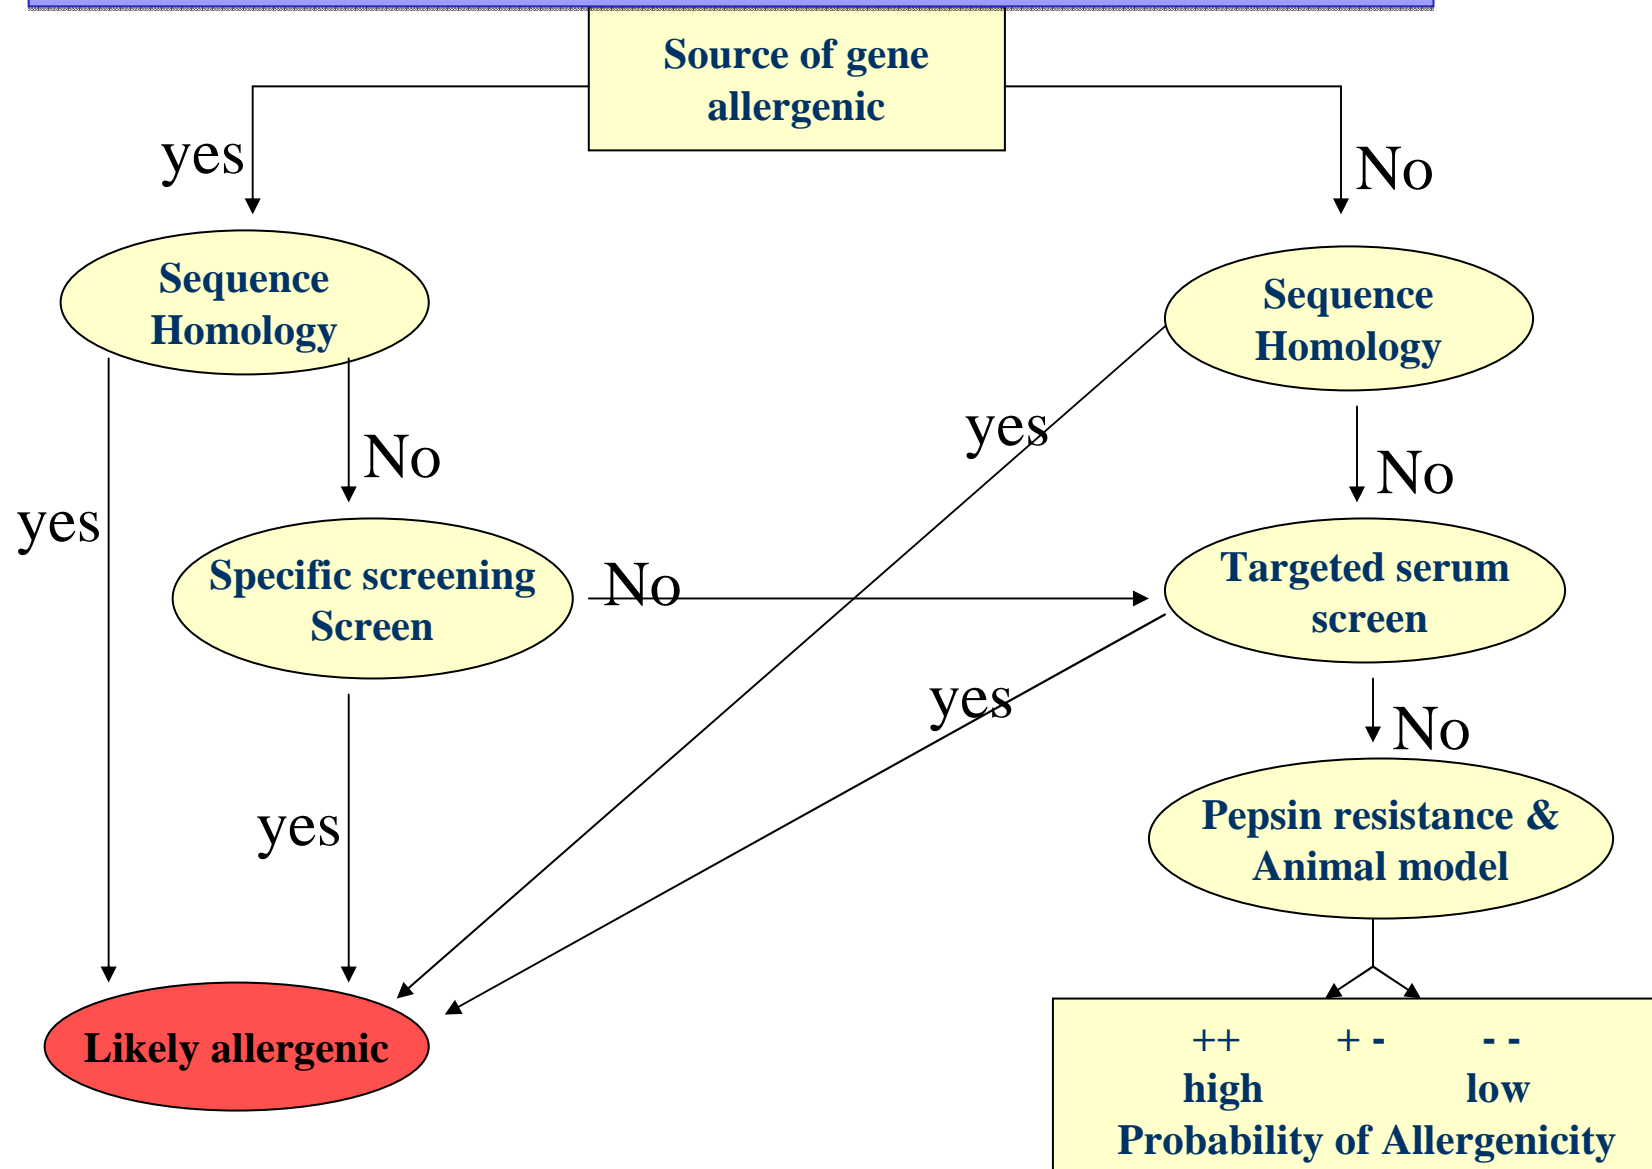 Source of gene
allergenic
yes
No
Sequence
Homology
Sequence
Homology
yes
No
No
yes
Specific screening
Screen
No
Targeted serum
screen
yes
No
yes
Pepsin resistance &
Animal model
Likely allergenic
++ + - - -
high low
Probability of Allergenicity